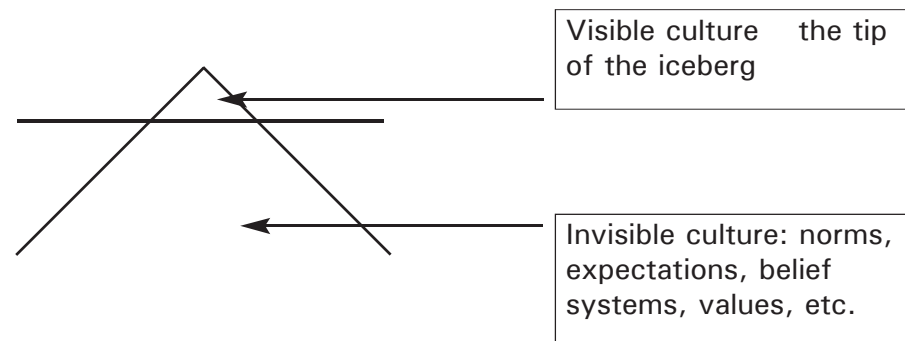 Visible culture the tip
of the iceberg
Invisible culture: norms,
expectations, belief
systems, values, etc.